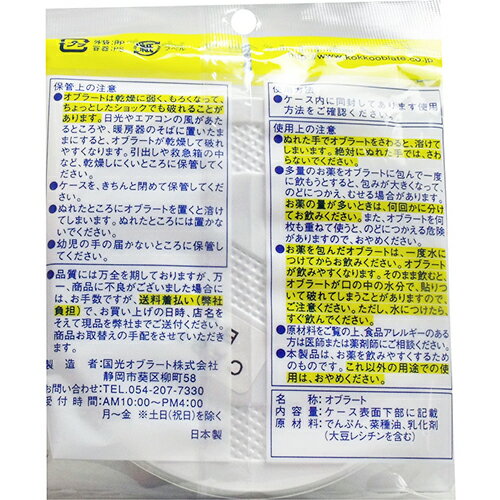 外袋:PP
ラベル
www.kokkooblate.co.jp
保管上の注意
●オブラートは乾燥に弱く、もろくなって、
ちょっとしたショックでも破れることが
あります。日光やエアコンの風があた
るところや、暖房器のそばに置いたま
まにすると、オブラートが乾燥して破れ
やすくなります。引出しや救急箱の中
など、乾燥しにくいところに保管してく
ださい。
●ケースを、きちんと閉めて保管してくだ
さい。
●ぬれたところにオブラートを置くと溶け
てしまいます。ぬれたところには置かな
いでください。
●幼児の手の届かないところに保管し
てください。
●品質には万全を期しておりますが、万
一、商品に不良がございました場合に
は、お手数ですが、送料着払い(弊社
負担)で、お買い上げの日時、店名を
そえて現品を弊社までご送付ください。
商品お取替えの手配をさせていただき
ます。
製造者:国光オブラート株式会社
静岡市葵区柳町58
お問い合わせ:TEL.054-207-7330
受付時間:AM10:00〜PM4:00
月〜金 ※土日(祝日)を除く
日本製
使用方法
●ケース内に同封してあります使用
方法をご確認ください。
使用上の注意
●ぬれた手でオブラートをさわると、溶けて
しまいます。絶対にぬれた手では、さわ
らないでください。
●多量のお薬をオブラートに包んで一度
に飲もうとすると、包みが大きくなって、
のどにつかえ、むせる場合があります。
お薬の量が多いときは、何回かに分け
てお飲みください。また、オブラートを何
枚も重ねて使うと、のどにつかえる危険
がありますので、おやめください。
●お薬を包んだオブラートは、一度水に
つけてからお飲みください。オブラート
が飲みやすくなります。そのまま飲むと、
オブラートが口の中の水分で、貼りつ
いて破れてしまうことがありますので、
ご注意ください。ただし、水につけたら、
すぐ飲んでください。
●原材料をご覧の上、食品アレルギーのある
方は医師または薬剤師にご相談ください。
●本製品は、お薬を飲みやすくするため
のものです。これ以外の用途での使用
は、おやめください。
名称:オブラート
内容量:ケース表面下部に記載
原材料:でんぷん、菜種油、乳化剤
(大豆レシチンを含む)